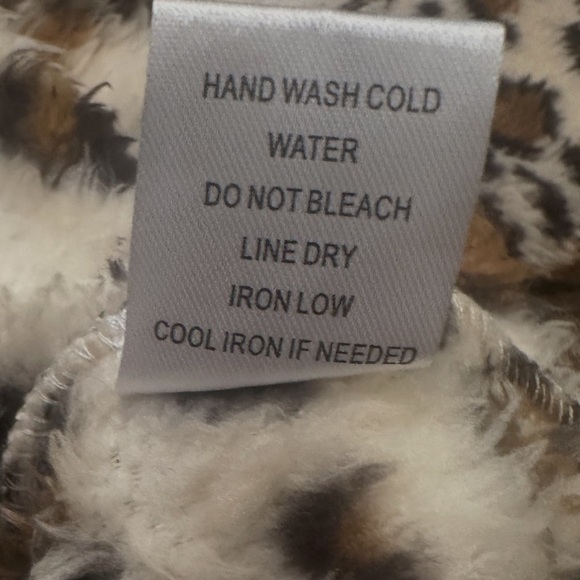 HAND WASH COLD
WATER
DO NOT BLEACH
LINE DRY
IRON LOW
COOL IRON IF NEEDED